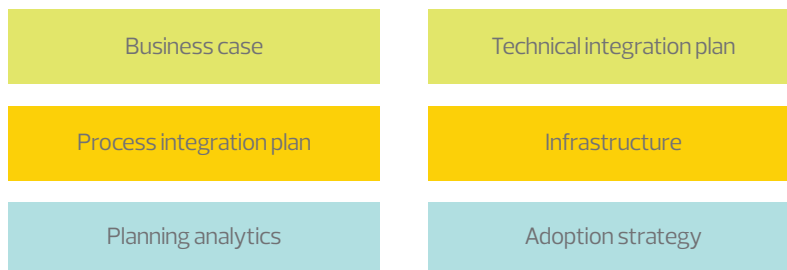 Business case
Technical integration plan
Process integration plan
Infrastructure
Planning analytics
Adoption strategy